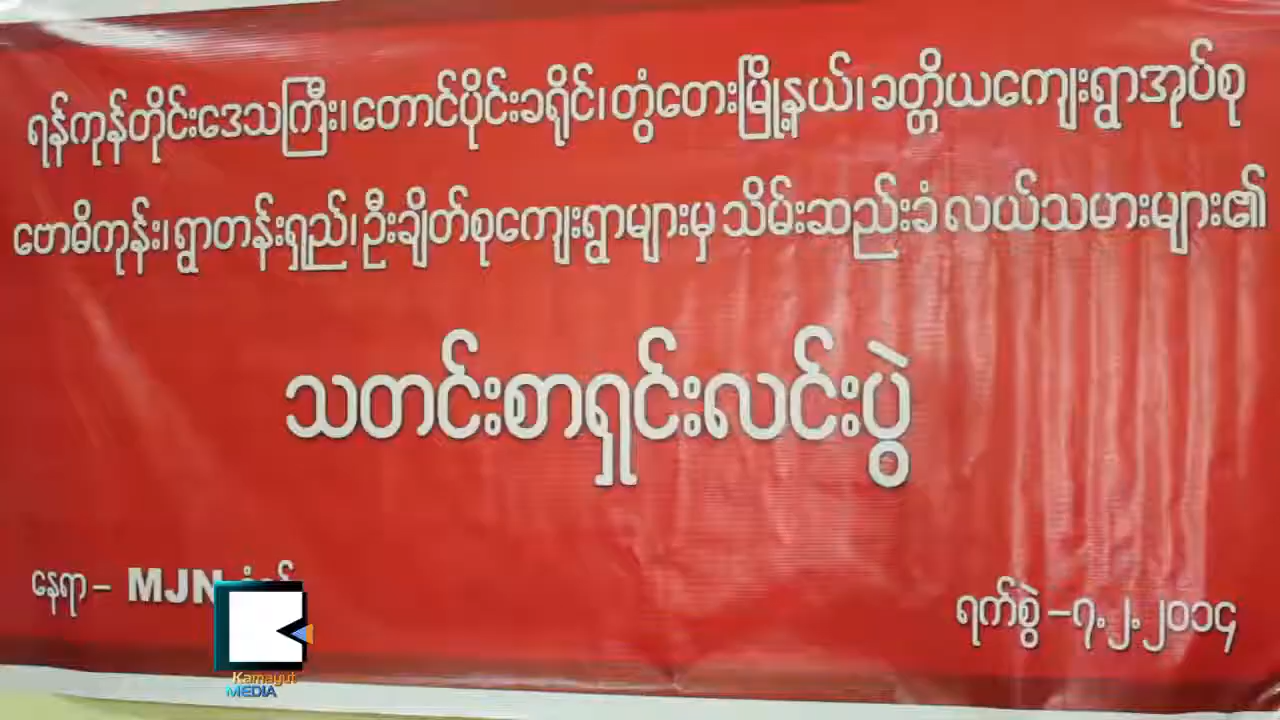 ရန်ကုန်တိုင်းဒေသကြီး၊ တောင်ပိုင်းခရိုင်၊ တွံတေးမြို့နယ်၊ ခတ္တိယကျေးရွာအုပ်စု
ဗောဓိကုန်း၊ ရွာတန်းရှည်၊ ဦးချိတ်စုကျေးရွာများမှ သိမ်းဆည်းခံ လယ်သမားများ၏
သတင်းစာရှင်းလင်းပွဲ
နေရာ – MJN
ရက်စွဲ –၇.၂.၂၀၁၄
Kamayut
MEDIA